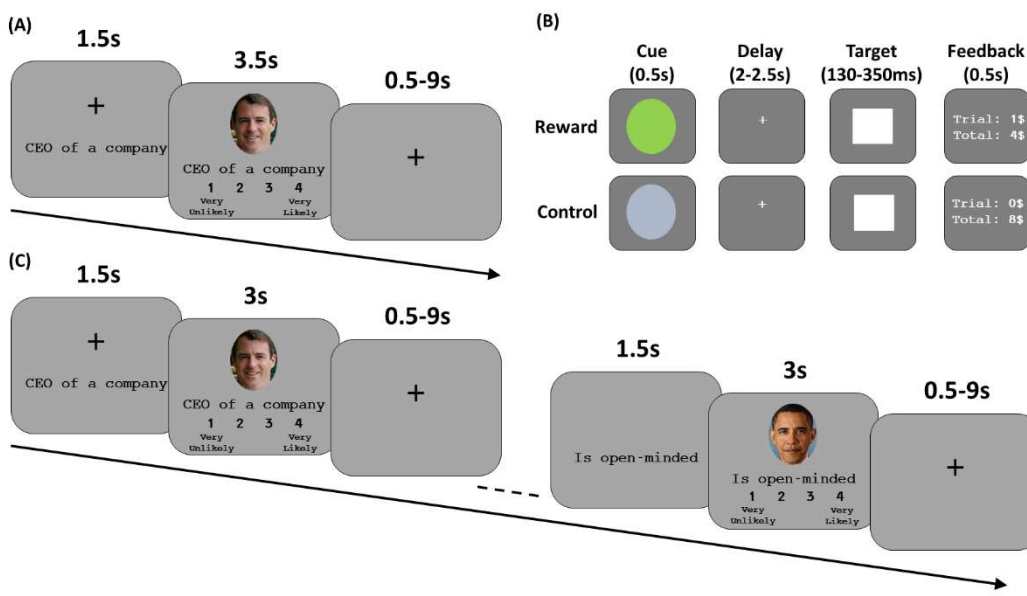 (A)
1.5s
+
CEO of a company
3.5s
CEO of a company
1 2 3 4
Very Very
Unlikely Likely
0.5-9s
+
(B)
Cue Delay Target Feedback
(0.5s) (2-2.5s) (130-350ms) (0.5s)
Reward + Trial: 1$
Total: 4$
Control + Trial: 0$
Total: 8$
(C)
1.5s
+
CEO of a company
3s
CEO of a company
1 2 3 4
Very Very
Unlikely Likely
0.5-9s
+
1.5s
Is open-minded
3s
Is open-minded
1 2 3 4
Very Very
Unlikely Likely
0.5-9s
+